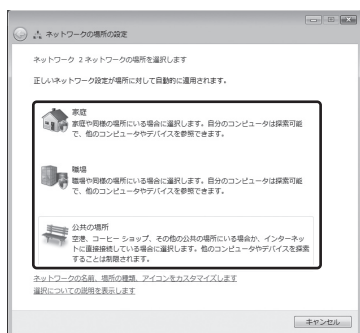 ネットワークの場所の設定
ネットワーク 2 ネットワークの場所を選択します
正しいネットワーク設定が場所に対して自動的に適用されます。
家庭
家庭や同様の場所にいる場合に選択します。自分のコンピュータは探索可能
で、他のコンピュータやデバイスを参照できます。
職場
職場や同様の場所にいる場合に選択します。自分のコンピュータは探索可能
で、他のコンピュータやデバイスを参照できます。
公共の場所
空港、コーヒー ショップ、その他の公共の場所にいる場合か、インターネッ
トに直接接続している場合に選択します。他のコンピュータやデバイスを探索
することは制限されます。
ネットワークの名前、場所の種類、アイコンをカスタマイズします
選択についての説明を表示します
キャンセル